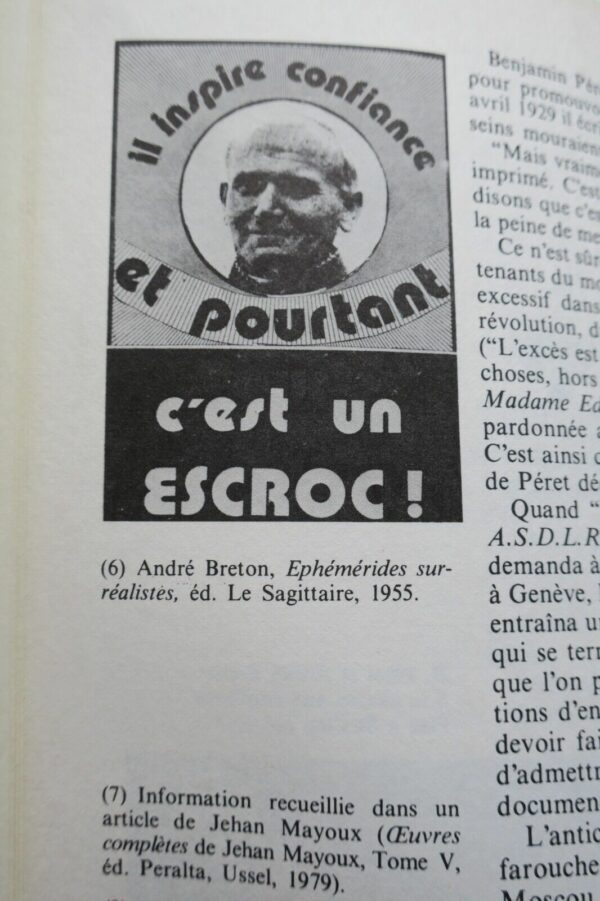 il inspire confiance
et pourtant
c'est un
ESCROC !
(6) André Breton, Ephémérides sur-
réalistes, éd. Le Sagittaire, 1955.
(7) Information recueillie dans un
article de Jehan Mayoux (Œuvres
complètes de Jehan Mayoux, Tome V,
éd. Peralta, Ussel, 1979).
Benjamin Pér
pour promouvo
avril 1929 il écri
seins mouraien
"Mais vraime
imprimé. C'est
disons que c'es
la peine de me
Ce n'est sûr
tenants du mo
excessif dans
révolution, d
("L'excès est
choses, hors
Madame Ed
pardonnée a
C'est ainsi
de Péret dé
Quand "
A.S.D.L.R
demanda à
à Genève,
entraîna u
qui se terr
que l'on p
tions d'en
devoir fai
d'admettr
documen
L'antic
farouche
Moscou